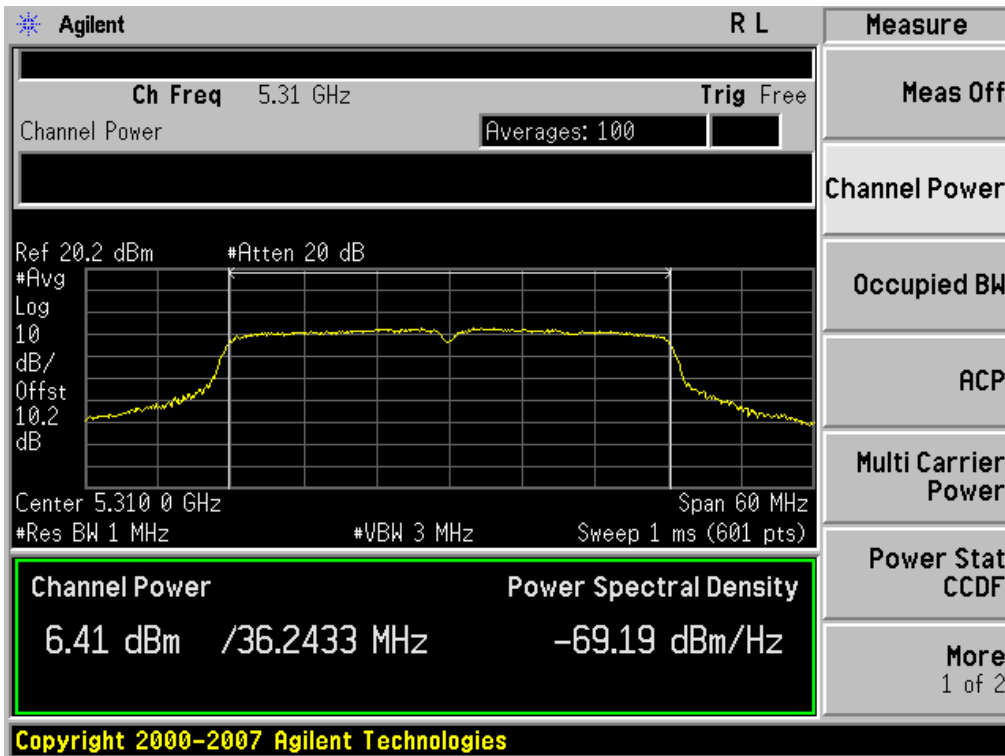 Agilent R L Measure
Ch Freq 5.31 GHz Trig Free
Meas Off
Channel Power Averages: 100
Channel Power
Ref 20.2 dBm #Atten 20 dB
#Avg
Log
10
dB/
Offst
10.2
dB
Occupied BW
ACP
Multi Carrier
Power
Center 5.310 0 GHz Span 60 MHz
#Res BW 1 MHz #VBW 3 MHz Sweep 1 ms (601 pts)
Power Stat
CCDF
Channel Power Power Spectral Density
6.41 dBm /36.2433 MHz -69.19 dBm/Hz
More
1 of 2
Copyright 2000-2007 Agilent Technologies